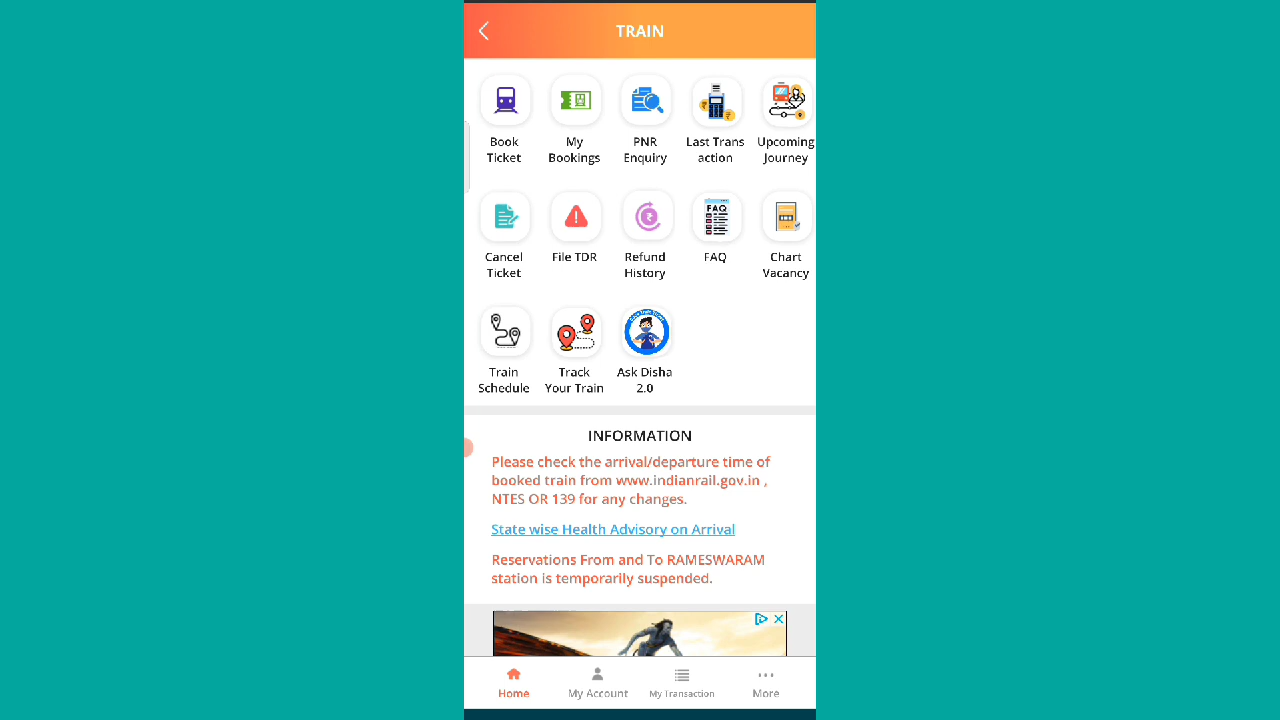 TRAIN
Book
Ticket
My
Bookings
PNR
Enquiry
Last Trans
action
Upcoming
Journey
Cancel
Ticket
File TDR
Refund
History
FAQ
FAQ
Chart
Vacancy
Train
Schedule
Track
Your Train
Ask Disha
2.0
INFORMATION
Please check the arrival/departure time of
booked train from www.indianrail.gov.in ,
NTES OR 139 for any changes.
State wise Health Advisory on Arrival
Reservations From and To RAMESWARAM
station is temporarily suspended.
Home
My Account
My Transaction
More